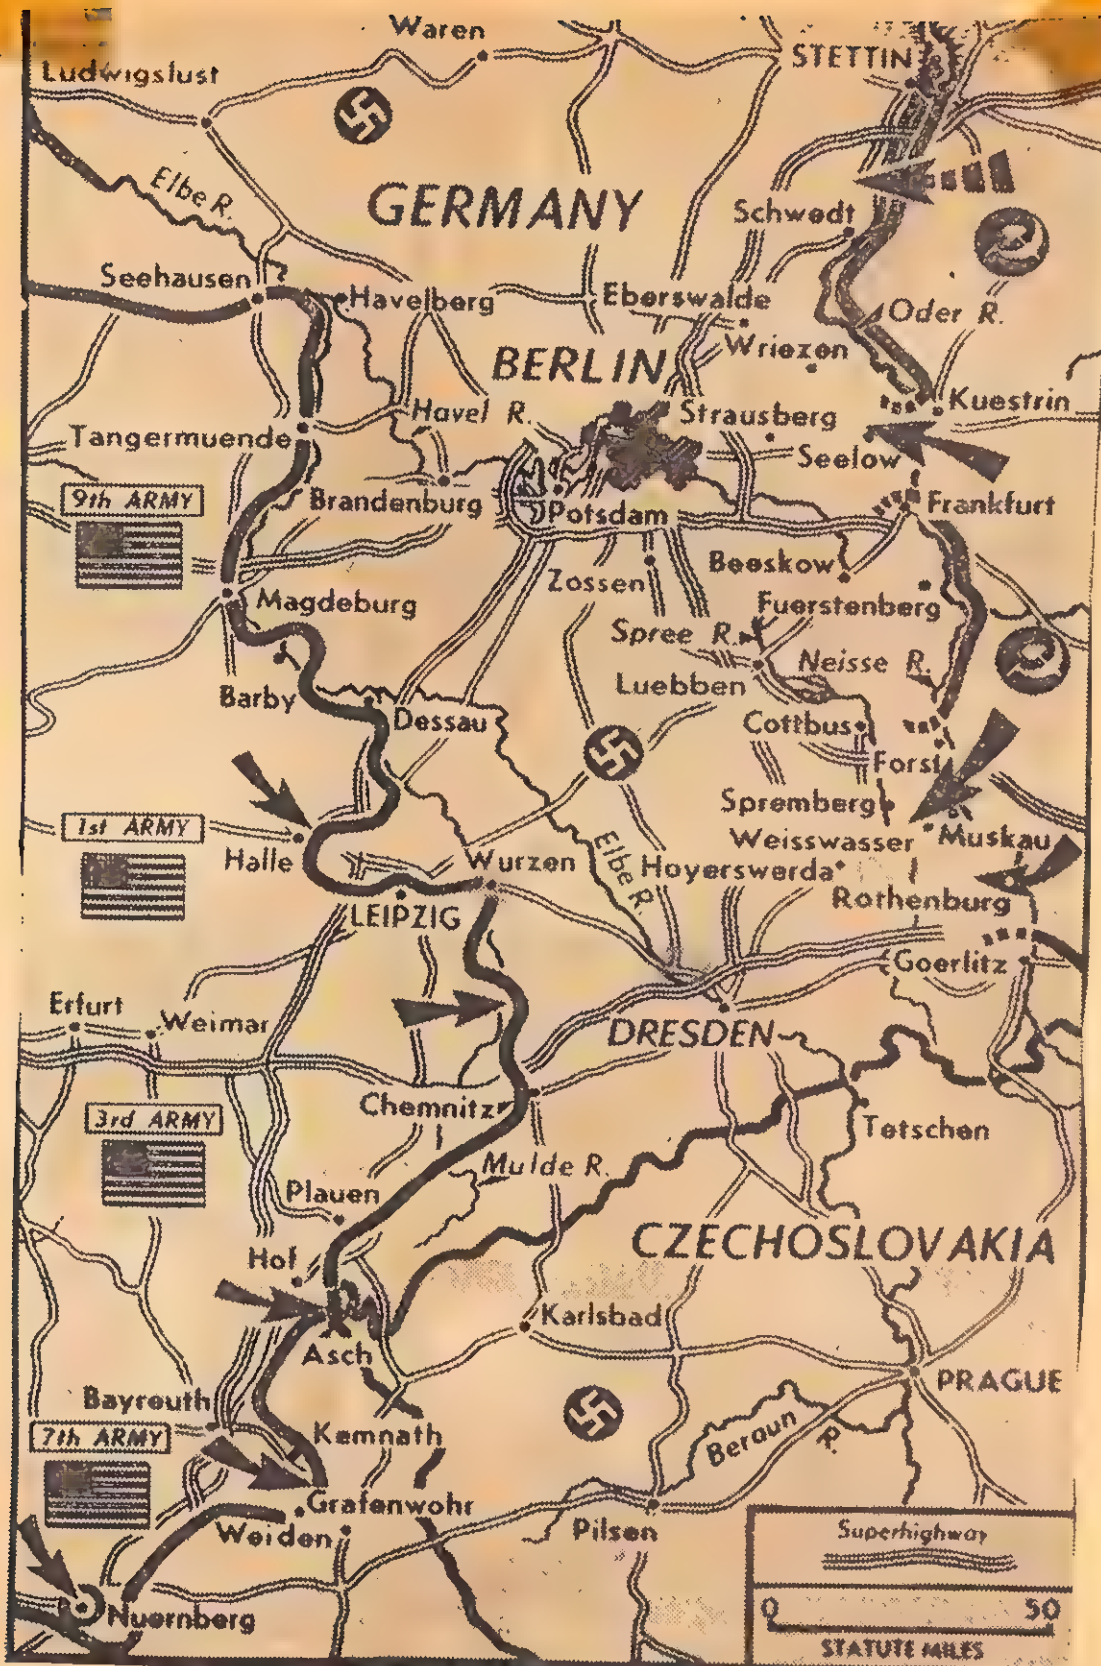 Waren
STETTIN
Ludwigslust
Elbe R.
GERMANY
Schwedt
Seehausen
Havelberg
Eberswalde
Oder R.
BERLIN
Wriezen
Havel R.
Strausberg
Kuestrin
Tangermuende
Seelow
9th ARMY
Brandenburg
Potsdam
Frankfurt
Zossen
Beeskow
Magdeburg
Fuerstenberg
Spree R.
Neisse R.
Barby
Luebben
Dessau
Cottbus
Forst
Spremberg
1st ARMY
Weisswasser
Muskau
Halle
Wurzen
Elbe R.
Hoyerswerda
Rothenburg
LEIPZIG
Goerlitz
Erfurt
Weimar
DRESDEN
Chemnitz
3rd ARMY
Tetschen
Mulde R.
Plauen
CZECHOSLOVAKIA
Hof
Karlsbad
Asch
PRAGUE
Bayreuth
Kemnath
Beraun R.
7th ARMY
Grafenwohr
Weiden
Pilsen
Superhighway
Nuernberg
0 50
STATUTE MILES